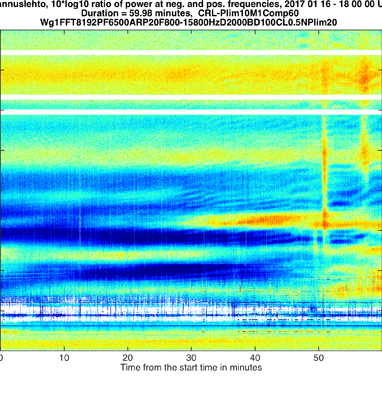 annuslehto, 10*log10 ratio of power at neg. and pos. frequencies, 2017 01 16 - 18 00 00 U
Duration = 59.98 minutes, CRL-Plim10M1Comp60
Wg1FFT8192PF6500ARP20F800-15800HzD2000BD100CL0.5NPlim20
0 10 20 30 40 50
Time from the start time in minutes